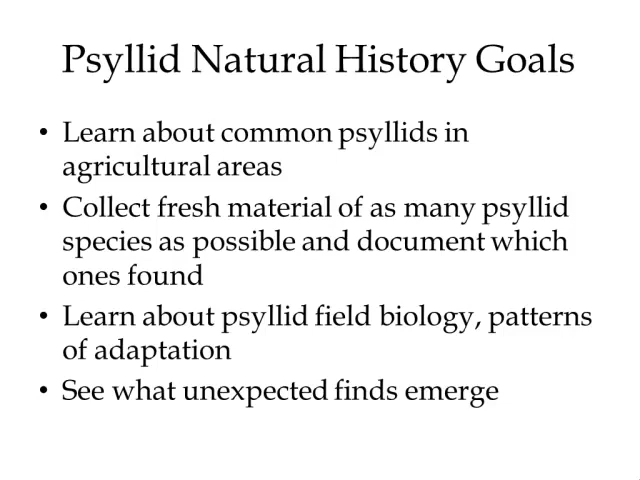 Psyllid Natural History Goals
• Learn about common psyllids in
agricultural areas
• Collect fresh material of as many psyllid
species as possible and document which
ones found
• Learn about psyllid field biology, patterns
of adaptation
• See what unexpected finds emerge